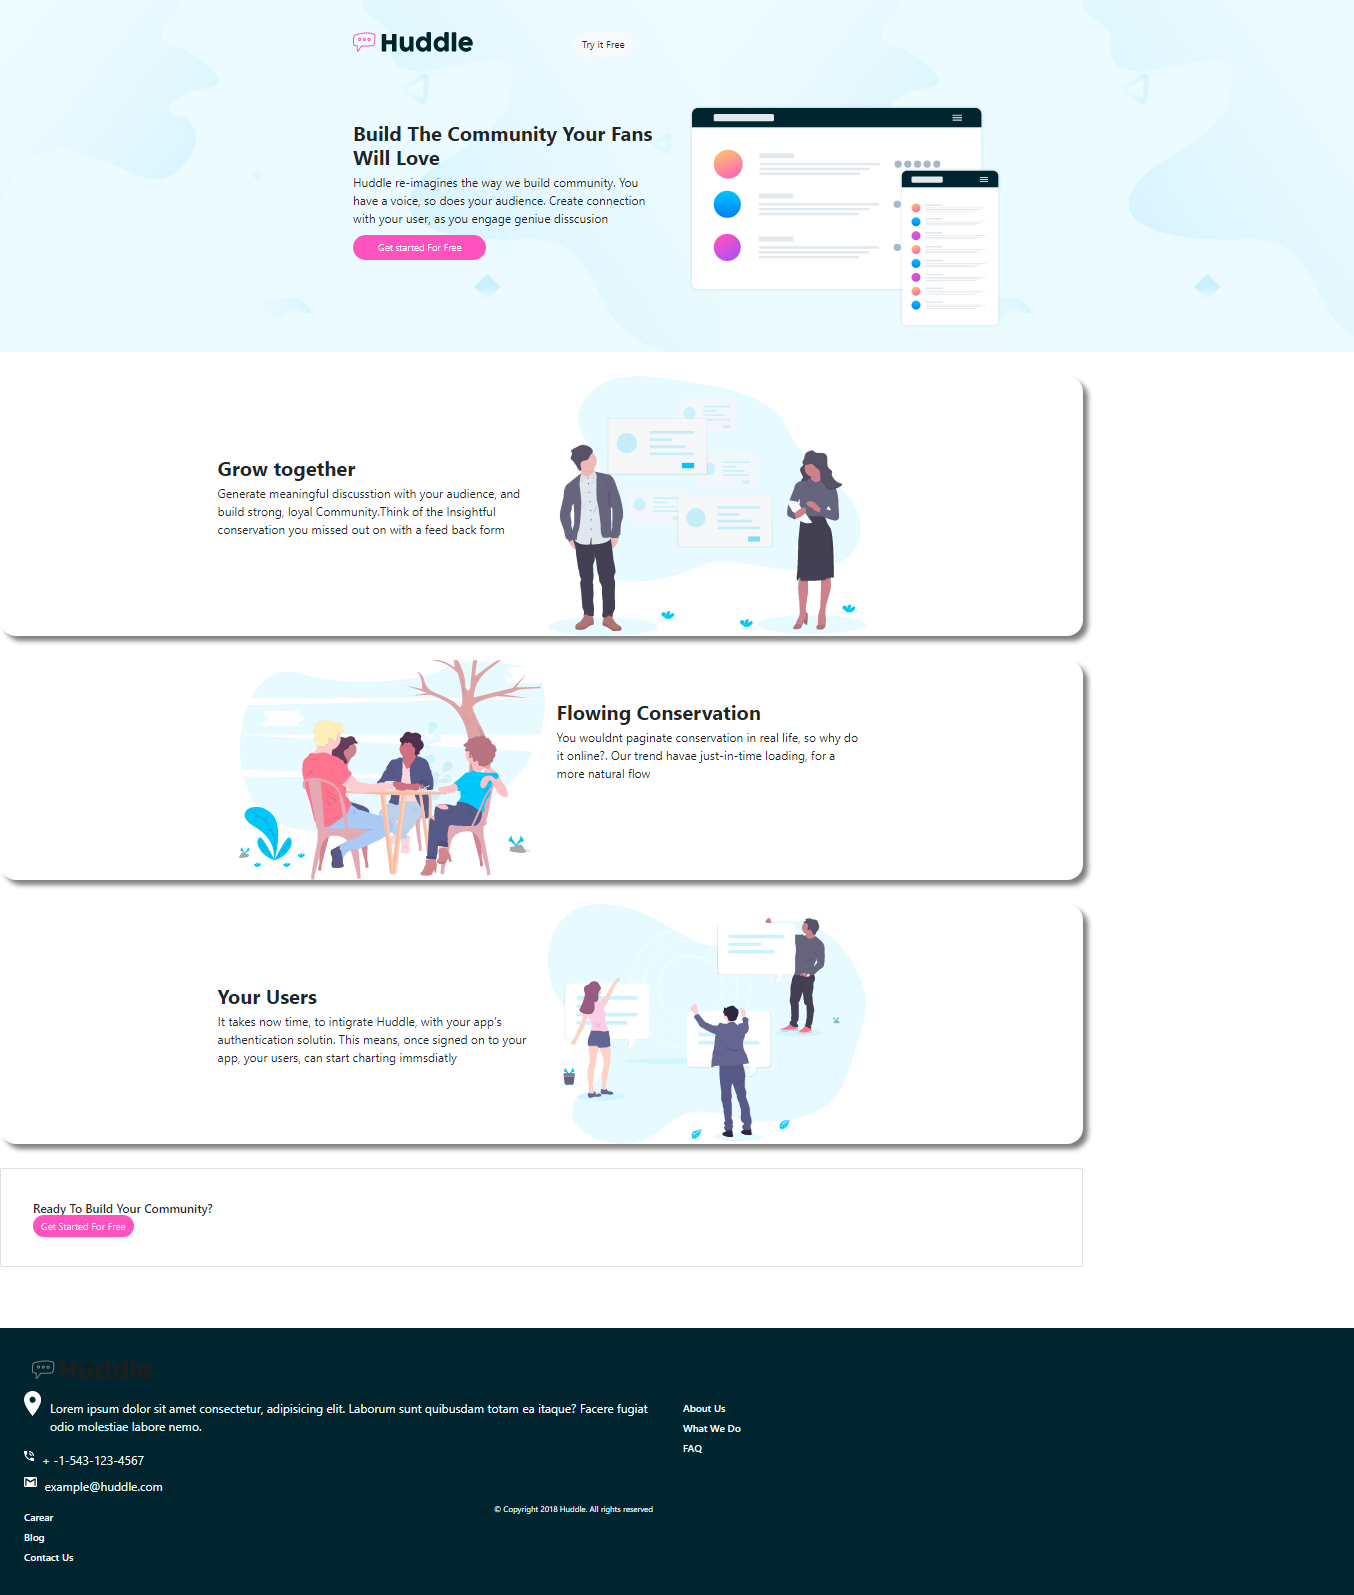 Huddle
Try it Free
Build The Community Your Fans
Will Love
Huddle re-imagines the way we build community. You
have a voice, so does your audience. Create connection
with your user, as you engage geniue disscusion
Get started For Free
Grow together
Generate meaningful discusstion with your audience, and
build strong, loyal Community.Think of the Insightful
conservation you missed out on with a feed back form
Flowing Conservation
You wouldnt paginate conservation in real life, so why do
it online?. Our trend havae just-in-time loading, for a
more natural flow
Your Users
It takes now time, to intigrate Huddle, with your app's
authentication solutin. This means, once signed on to your
app, your users, can start charting immsdiatly
Ready To Build Your Community?
Get Started For Free
Huddle
Lorem ipsum dolor sit amet consectetur, adipisicing elit. Laborum sunt quibusdam totam ea itaque? Facere fugiat
odio molestiae labore nemo.
+ -1-543-123-4567
example@huddle.com
About Us
What We Do
FAQ
Carear
Blog
Contact Us
© Copyright 2018 Huddle. All rights reserved